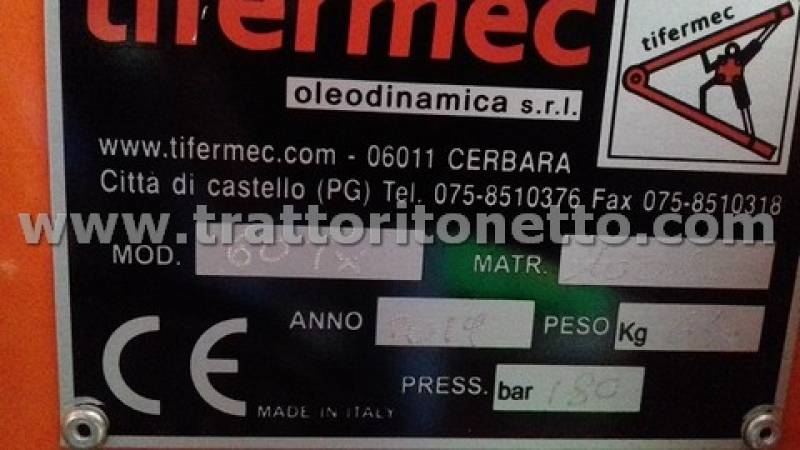 tifermec
tifermec
oleodinamica s.r.l.
www.tifermec.com - 06011 CERBARA
Città di castello (PG) Tel. 075-8510376 Fax 075-8510318
www.trattoritonetto.com
MOD. MATR.
ANNO PESO Kg
PRESS. bar 180
CE
MADE IN ITALY